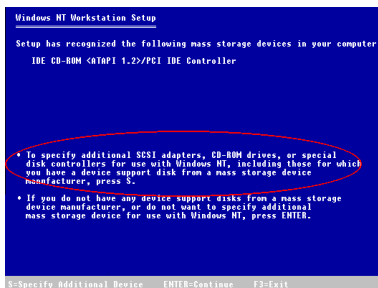 Windows NT Workstation Setup
Setup has recognized the following mass storage devices in your computer
IDE CD-ROM <ATAPI 1.2>/PCI IDE Controller
• To specify additional SCSI adapters, CD-ROM drives, or special
disk controllers for use with Windows NT, including those for which
you have a device support disk from a mass storage device
manufacturer, press S.
• If you do not have any device support disks from a mass storage
device manufacturer, or do not want to specify additional
mass storage device for use with Windows NT, press ENTER.
S=Specify Additional Device ENTER=Continue F3=Exit